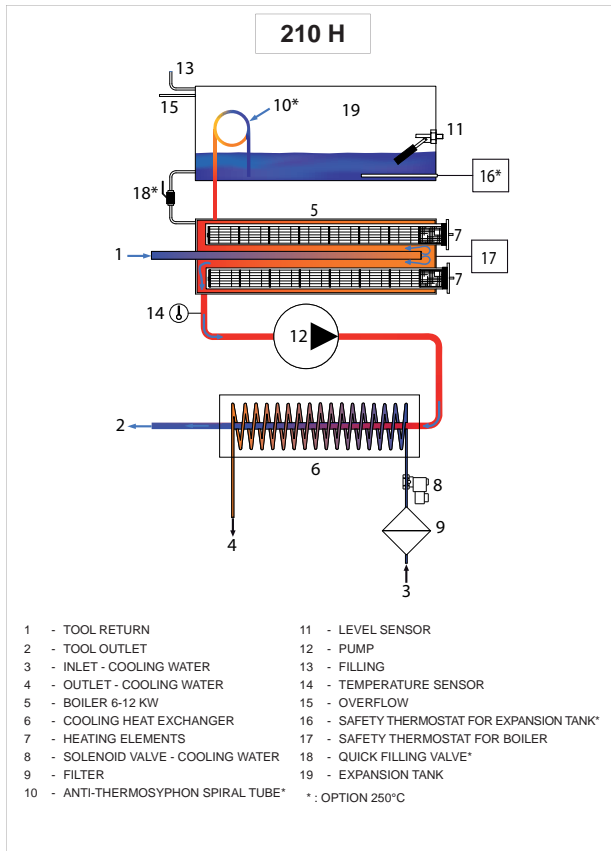 210 H
13
15
10*
19
11
16*
18*
5
7
1
17
7
14
12
2
6
8
9
4
3
1 - TOOL RETURN
2 - TOOL OUTLET
3 - INLET - COOLING WATER
4 - OUTLET - COOLING WATER
5 - BOILER 6-12 KW
6 - COOLING HEAT EXCHANGER
7 - HEATING ELEMENTS
8 - SOLENOID VALVE - COOLING WATER
9 - FILTER
10 - ANTI-THERMOSYPHON SPIRAL TUBE*
11 - LEVEL SENSOR
12 - PUMP
13 - FILLING
14 - TEMPERATURE SENSOR
15 - OVERFLOW
16 - SAFETY THERMOSTAT FOR EXPANSION TANK*
17 - SAFETY THERMOSTAT FOR BOILER
18 - QUICK FILLING VALVE*
19 - EXPANSION TANK
* : OPTION 250°C